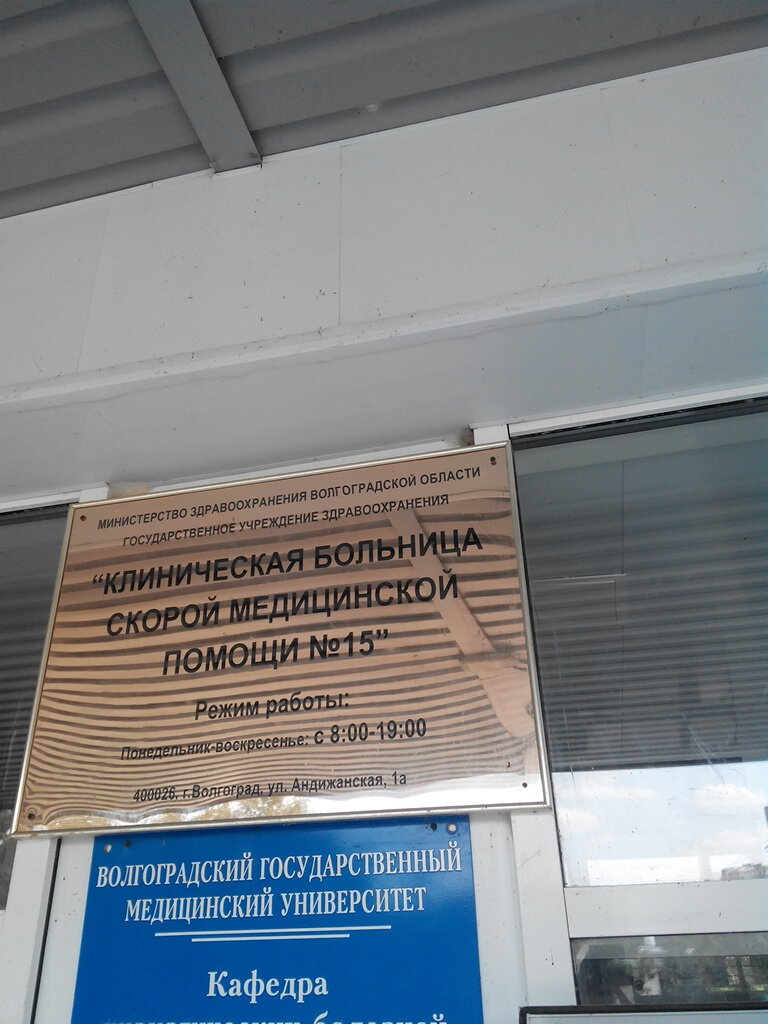 МИНИСТЕРСТВО ЗДРАВООХРАНЕНИЯ ВОЛГОГРАДСКОЙ ОБЛАСТИ
ГОСУДАРСТВЕННОЕ УЧРЕЖДЕНИЕ ЗДРАВООХРАНЕНИЯ
“КЛИНИЧЕСКАЯ БОЛЬНИЦА
СКОРОЙ МЕДИЦИНСКОЙ
ПОМОЩИ №15”
Режим работы:
Понедельник-воскресенье: с 8:00-19:00
400026, г.Волгоград, ул. Андижанская, 1а
ВОЛГОГРАДСКИЙ ГОСУДАРСТВЕННЫЙ
МЕДИЦИНСКИЙ УНИВЕРСИТЕТ
Кафедра